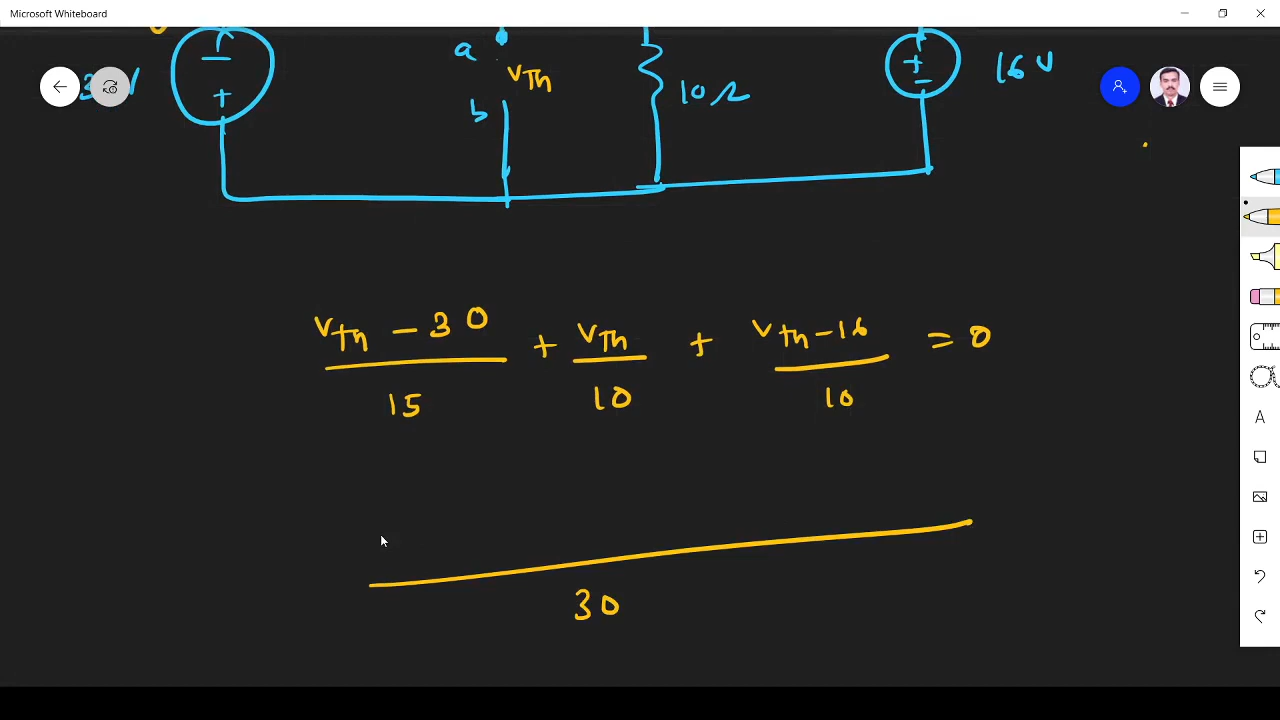 Microsoft Whiteboard
a
VTh
b
10Ω
+
-
16 V
-
+
VTh - 30 + VTh + VTh - 16 = 0
15 10 10
30
A